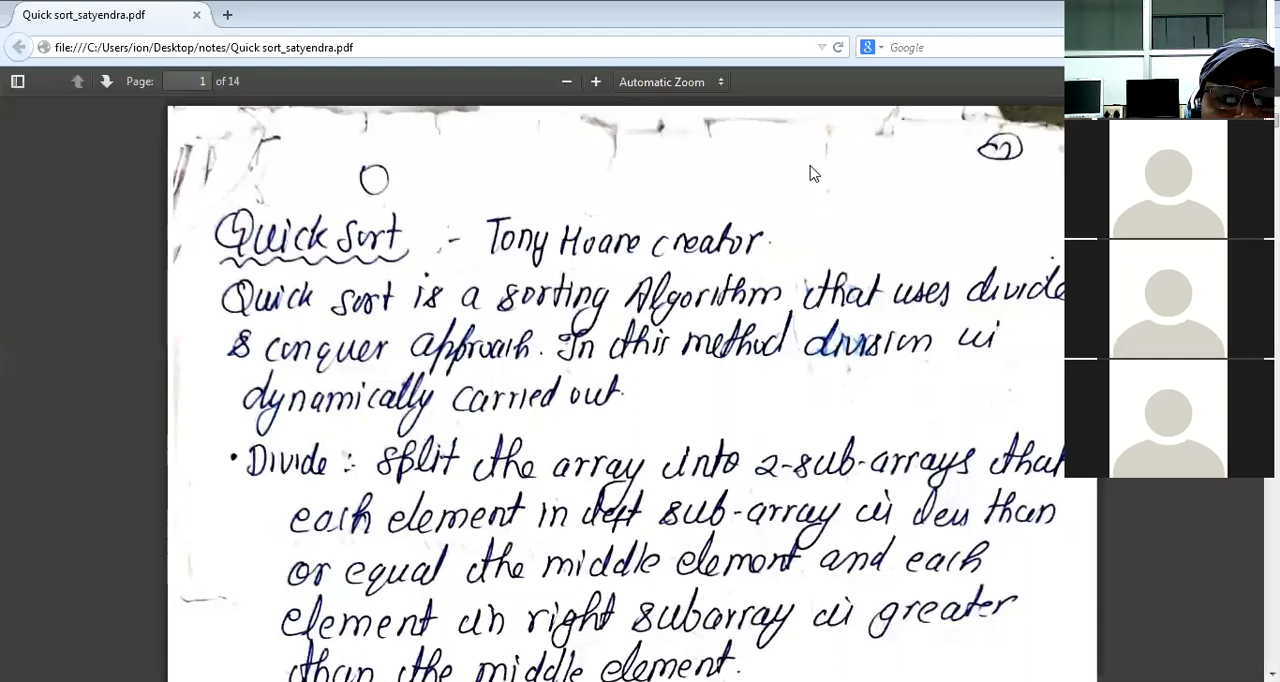 Quick sort_satyendra.pdf
file:///C:/Users/ion/Desktop/notes/Quick sort_satyendra.pdf
Google
Page: 1 of 14
Automatic Zoom
Quick Sort :- Tony Hoare creator.
Quick sort is a sorting Algorithm that uses divide
& conquer approach. In this method division is
dynamically carried out.
• Divide : split the array into 2-sub-arrays that
each element in left sub-array is less than
or equal the middle element and each
element in right subarray is greater
than the middle element.